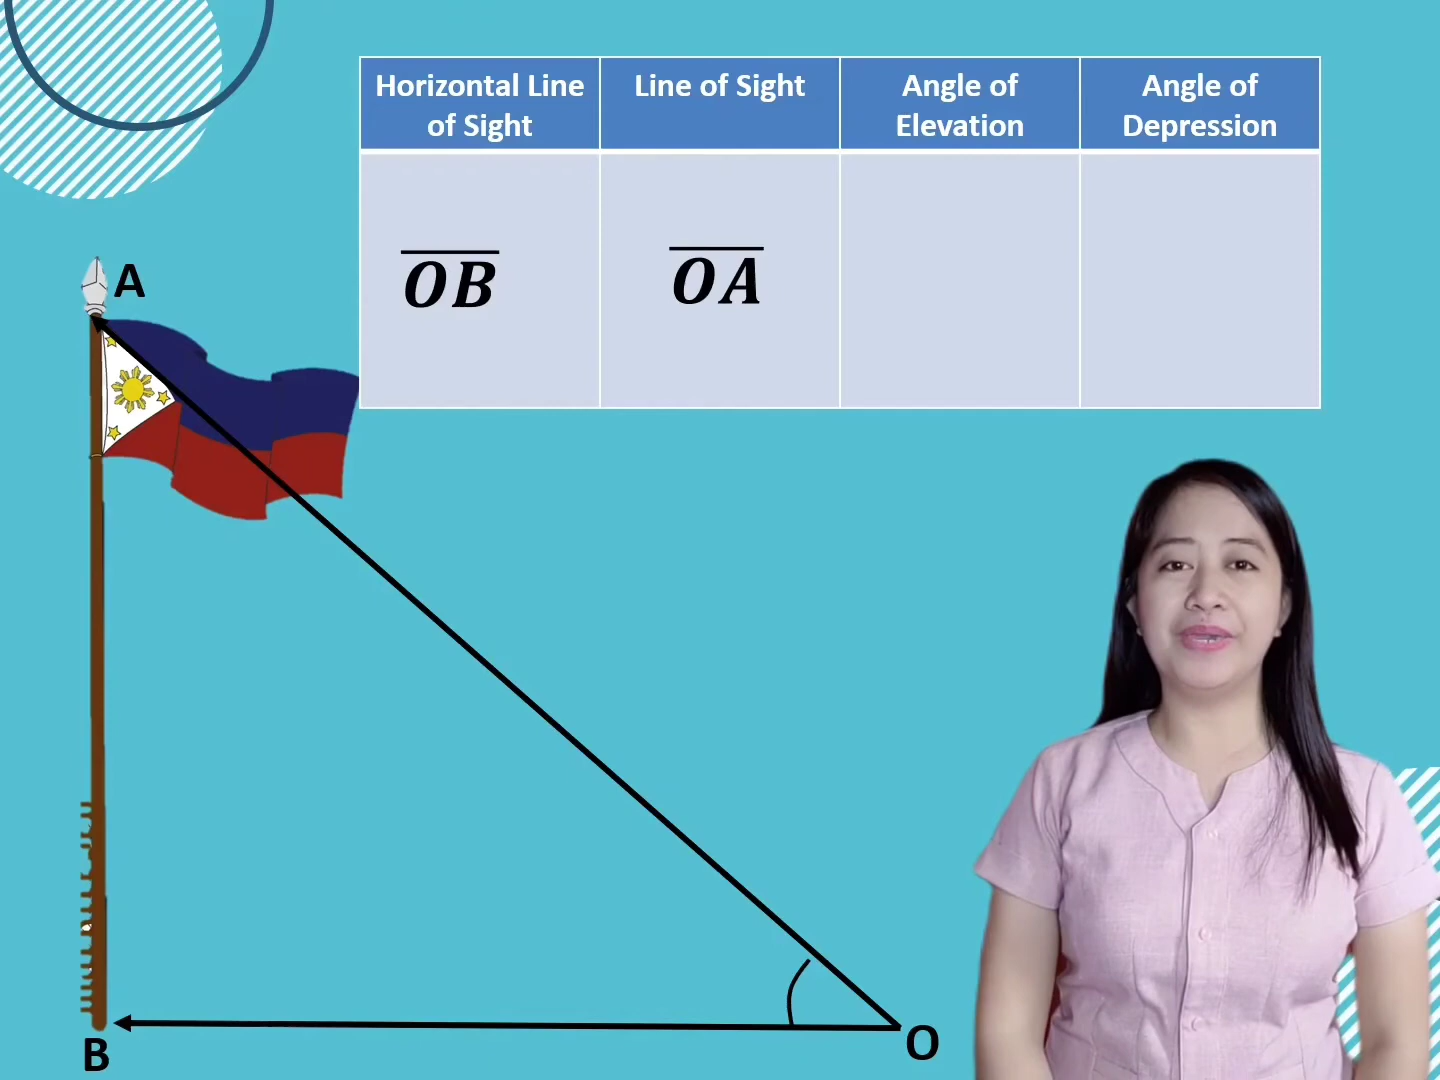 Horizontal Line
of Sight
Line of Sight
Angle of
Elevation
Angle of
Depression
OB
OA
A
B
O